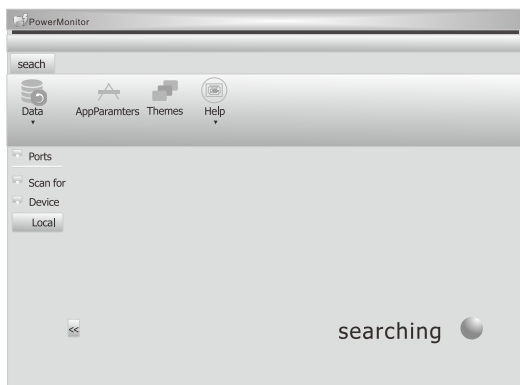 PowerMonitor
seach
Data AppParamters Themes Help
Ports
Scan for
Device
Local
<< searching